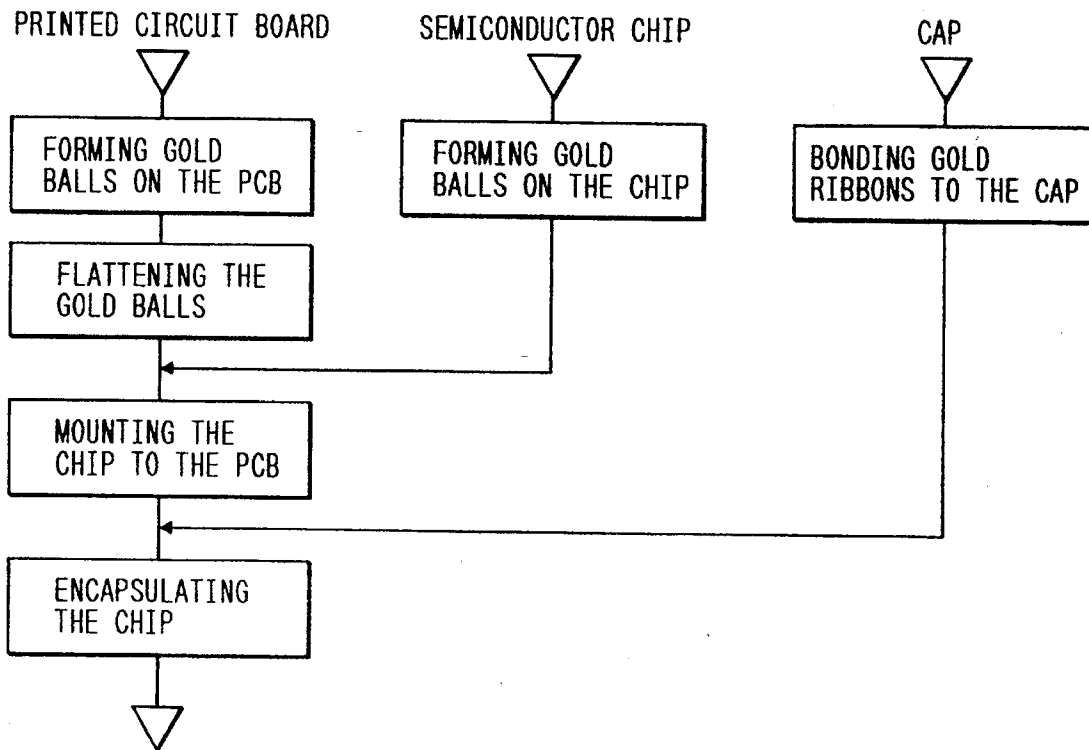 PRINTED CIRCUIT BOARD
SEMICONDUCTOR CHIP
CAP
FORMING GOLD
BALLS ON THE PCB
FORMING GOLD
BALLS ON THE CHIP
BONDING GOLD
RIBBONS TO THE CAP
FLATTENING THE
GOLD BALLS
MOUNTING THE
CHIP TO THE PCB
ENCAPSULATING
THE CHIP